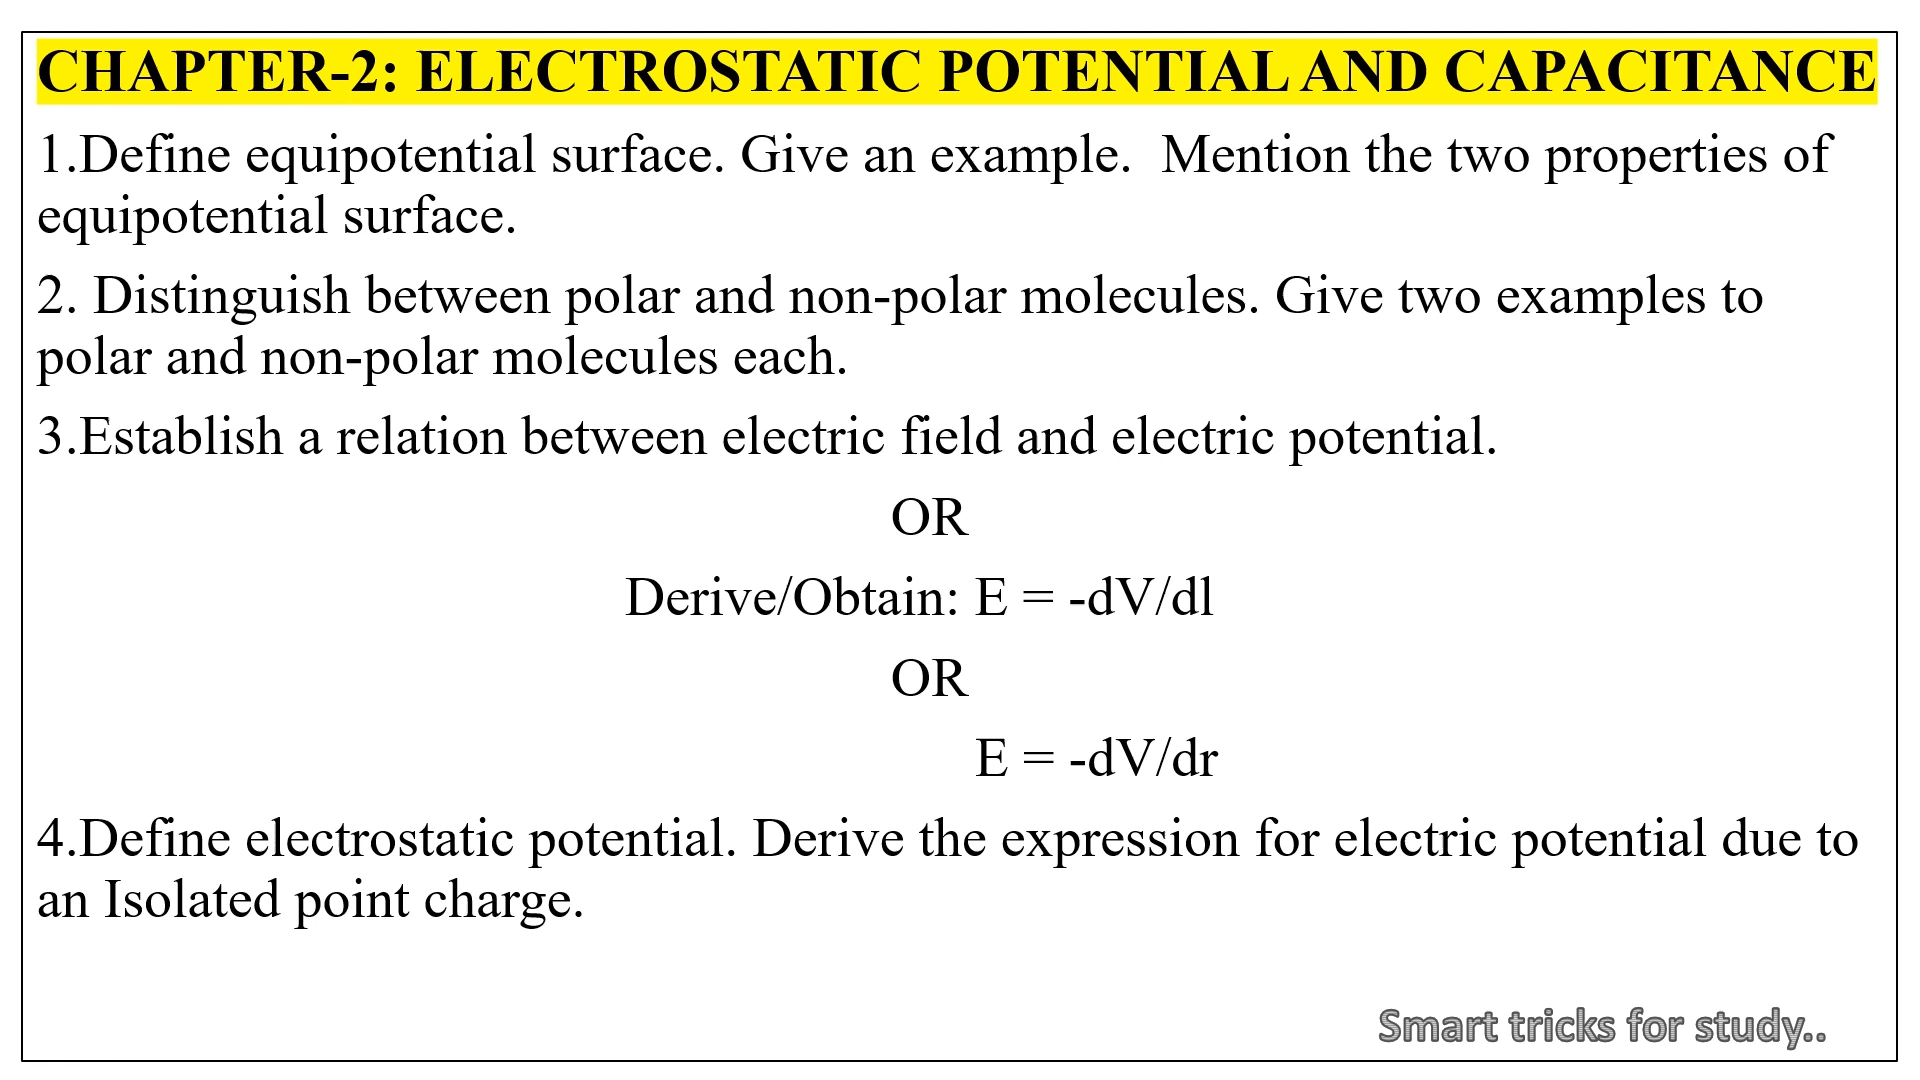 CHAPTER-2: ELECTROSTATIC POTENTIAL AND CAPACITANCE
1.Define equipotential surface. Give an example.  Mention the two properties of
equipotential surface.
2. Distinguish between polar and non-polar molecules. Give two examples to
polar and non-polar molecules each.
3.Establish a relation between electric field and electric potential.
OR
Derive/Obtain: E = -dV/dl
OR
E = -dV/dr
4.Define electrostatic potential. Derive the expression for electric potential due to
an Isolated point charge.
Smart tricks for study..